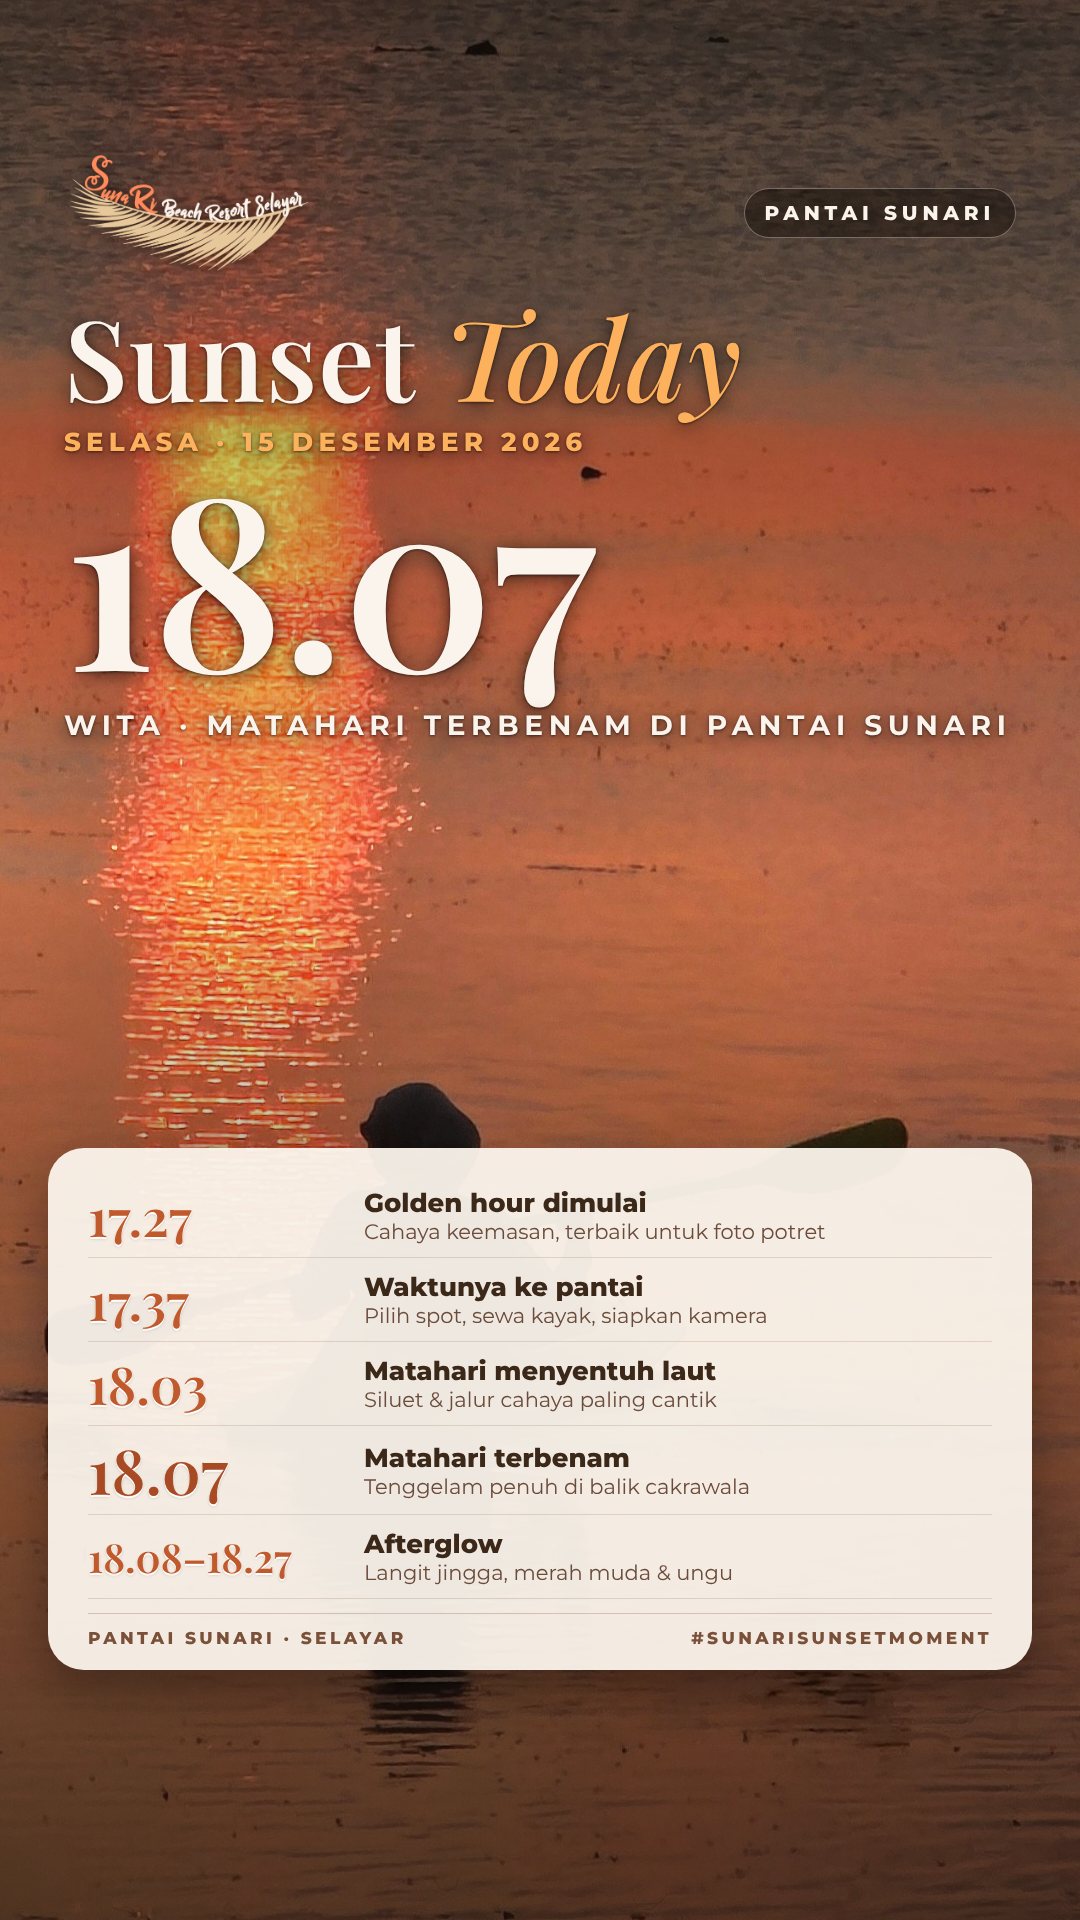 SunaRi Beach Resort Selayar
PANTAI SUNARI
Sunset Today
SELASA · 15 DESEMBER 2026
18.07
WITA · MATAHARI TERBENAM DI PANTAI SUNARI
17.27
Golden hour dimulai
Cahaya keemasan, terbaik untuk foto potret
17.37
Waktunya ke pantai
Pilih spot, sewa kayak, siapkan kamera
18.03
Matahari menyentuh laut
Siluet & jalur cahaya paling cantik
18.07
Matahari terbenam
Tenggelam penuh di balik cakrawala
18.08–18.27
Afterglow
Langit jingga, merah muda & ungu
PANTAI SUNARI · SELAYAR
#SUNARISUNSETMOMENT